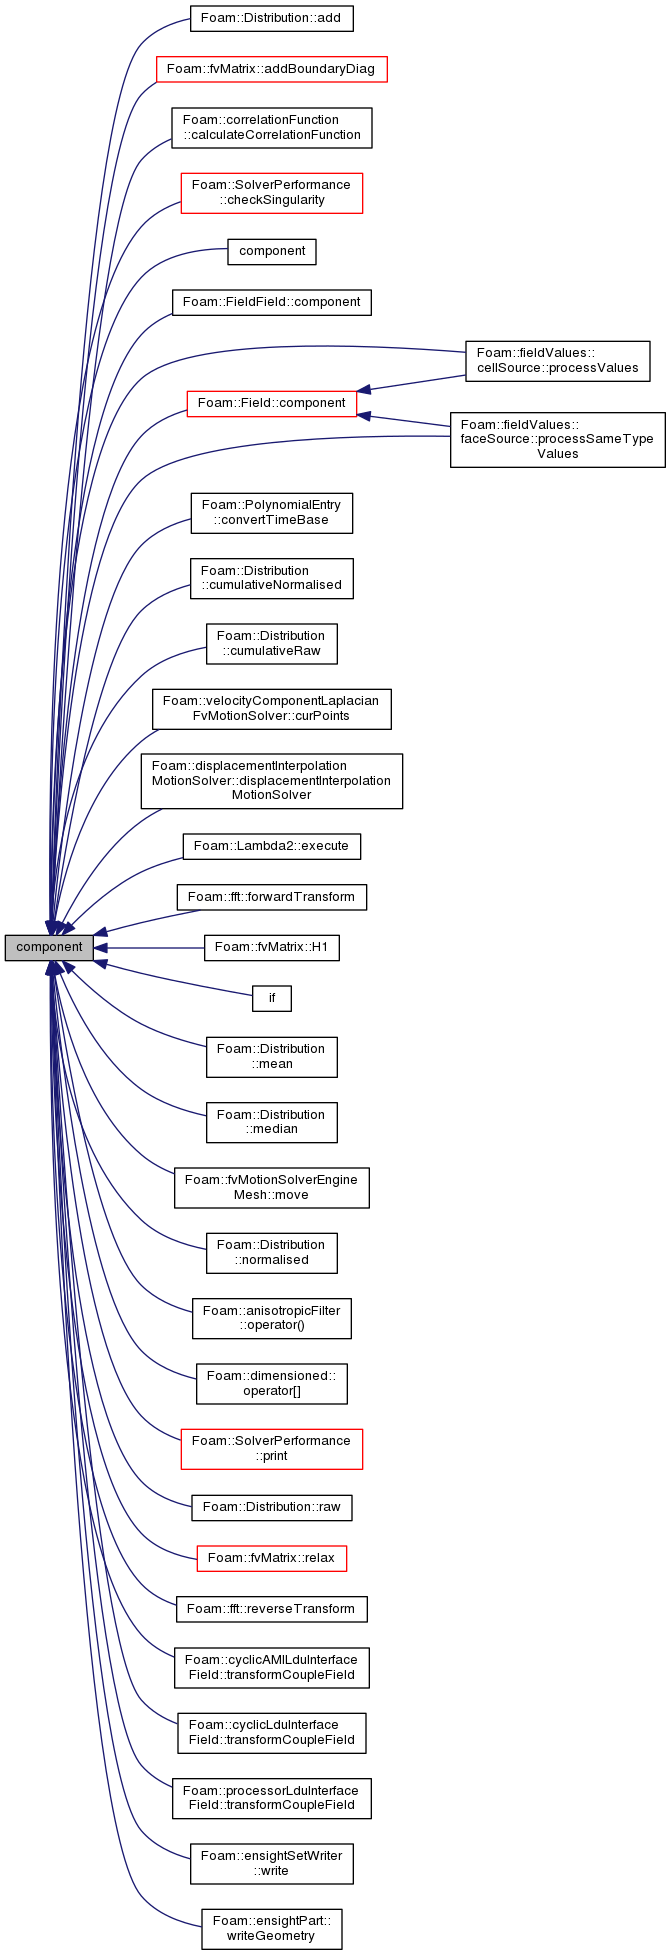 Foam::Distribution::add
Foam::fvMatrix::addBoundaryDiag
Foam::correlationFunction
::calculateCorrelationFunction
Foam::SolverPerformance
::checkSingularity
component
Foam::FieldField::component
Foam::fieldValues::
cellSource::processValues
Foam::Field::component
Foam::fieldValues::
faceSource::processSameType
Values
Foam::PolynomialEntry
::convertTimeBase
Foam::Distribution
::cumulativeNormalised
Foam::Distribution
::cumulativeRaw
Foam::velocityComponentLaplacian
FvMotionSolver::curPoints
Foam::displacementInterpolation
MotionSolver::displacementInterpolation
MotionSolver
Foam::Lambda2::execute
Foam::fft::forwardTransform
component
Foam::fvMatrix::H1
if
Foam::Distribution
::mean
Foam::Distribution
::median
Foam::fvMotionSolverEngine
Mesh::move
Foam::Distribution
::normalised
Foam::anisotropicFilter
::operator()
Foam::dimensioned::
operator[]
Foam::SolverPerformance
::print
Foam::Distribution::raw
Foam::fvMatrix::relax
Foam::fft::reverseTransform
Foam::cyclicAMILduInterface
Field::transformCoupleField
Foam::cyclicLduInterface
Field::transformCoupleField
Foam::processorLduInterface
Field::transformCoupleField
Foam::ensightSetWriter
::write
Foam::ensightPart::
writeGeometry